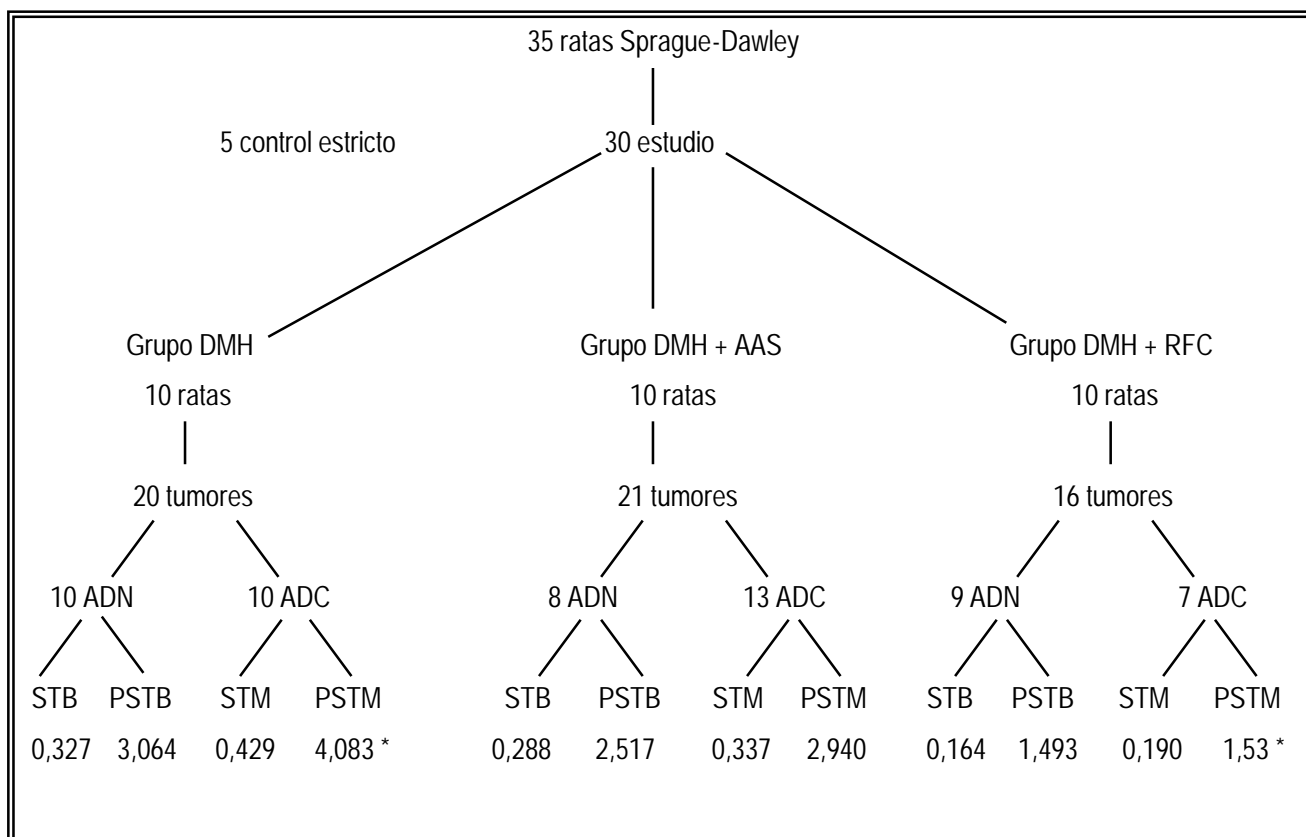 35 ratas Sprague-Dawley
5 control estricto 30 estudio
Grupo DMH Grupo DMH + AAS Grupo DMH + RFC
10 ratas 10 ratas 10 ratas
20 tumores 21 tumores 16 tumores
10 ADN 10 ADC 8 ADN 13 ADC 9 ADN 7 ADC
STB PSTB STM PSTM STB PSTB STM PSTM STB PSTB STM PSTM
0,327 3,064 0,429 4,083 * 0,288 2,517 0,337 2,940 0,164 1,493 0,190 1,53 *